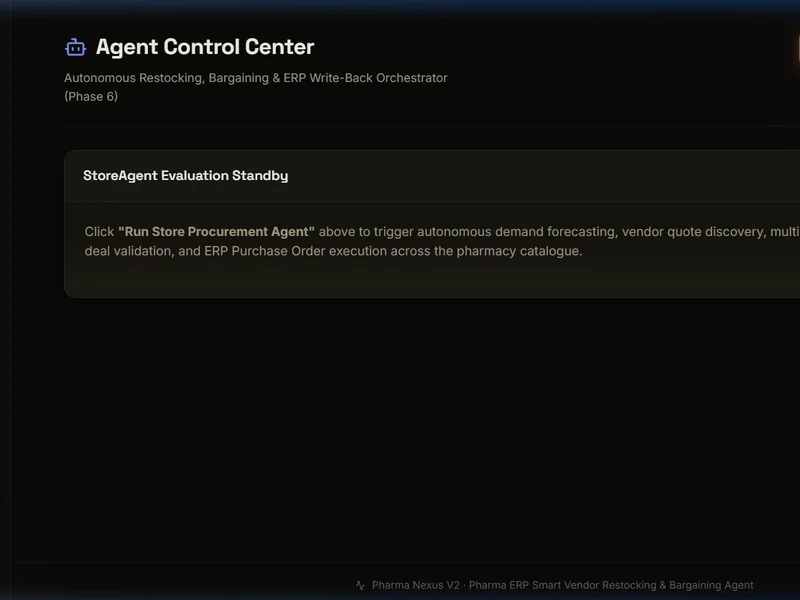 Agent Control Center
Autonomous Restocking, Bargaining & ERP Write-Back Orchestrator
(Phase 6)
StoreAgent Evaluation Standby
Click "Run Store Procurement Agent" above to trigger autonomous demand forecasting, vendor quote discovery, multi
deal validation, and ERP Purchase Order execution across the pharmacy catalogue.
Pharma Nexus V2 · Pharma ERP Smart Vendor Restocking & Bargaining Agent